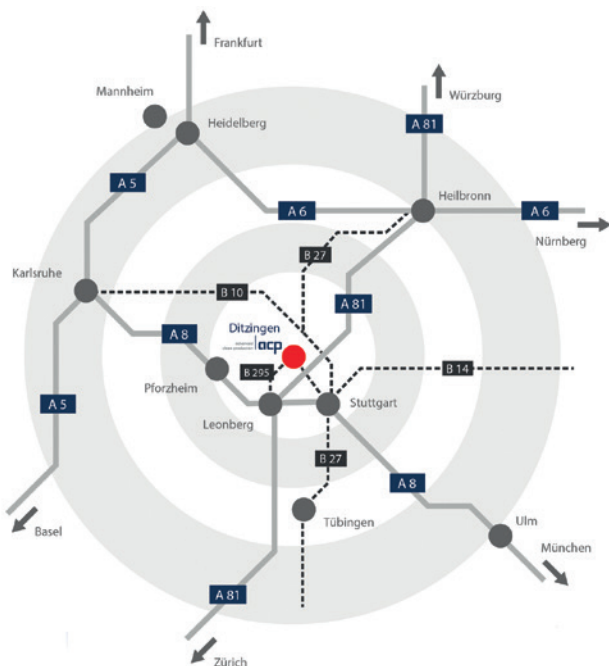 Frankfurt
Mannheim
Würzburg
Heidelberg
A 81
A 5
Heilbronn
A 6
A 6
Nürnberg
B 27
Karlsruhe
B 10
A 81
Ditzingen
acp
A 8
Pforzheim
B 295
B 14
A 5
Leonberg
Stuttgart
B 27
A 8
Basel
Tübingen
Ulm
München
A 81
Zürich